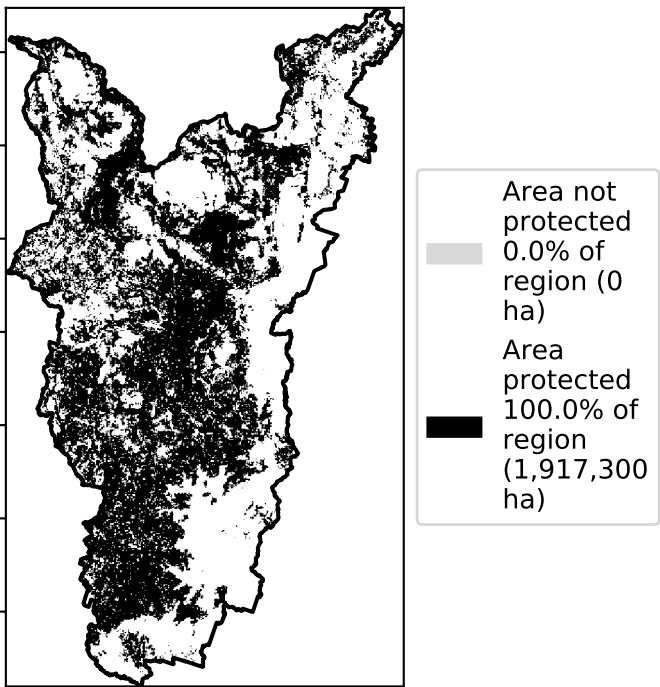 Area not
protected
0.0% of
region (0
ha)
Area
protected
100.0% of
region
(1,917,300
ha)